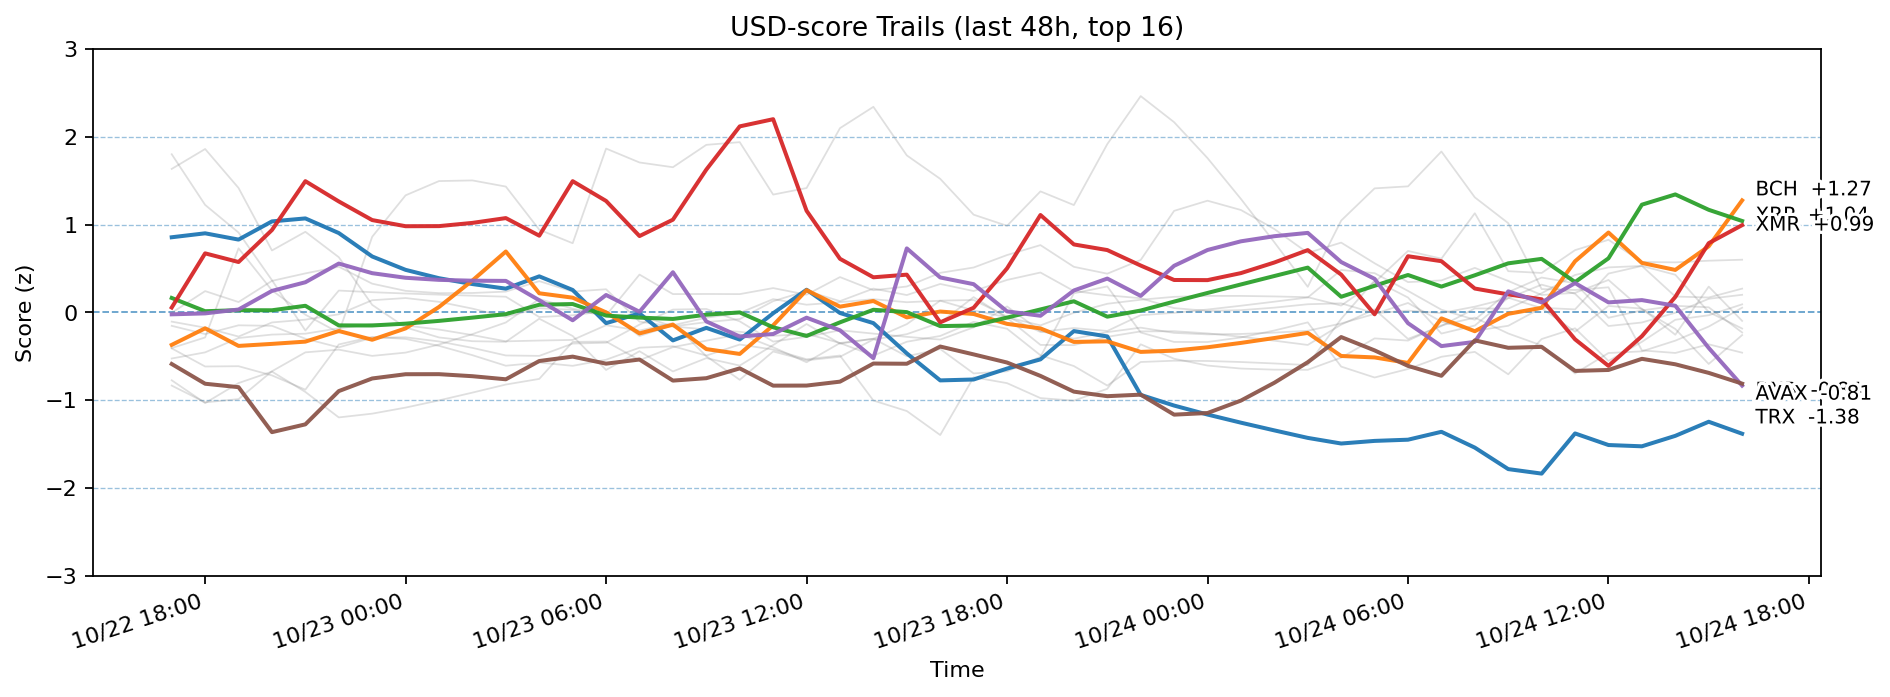 USD-score Trails (last 48h, top 16)
3
2
1
0
−1
−2
−3
Score (z)
BCH +1.27
XMR +0.99
AVAX -0.81
TRX -1.38
10/22 18:00
10/23 00:00
10/23 06:00
10/23 12:00
10/23 18:00
10/24 00:00
10/24 06:00
10/24 12:00
10/24 18:00
Time